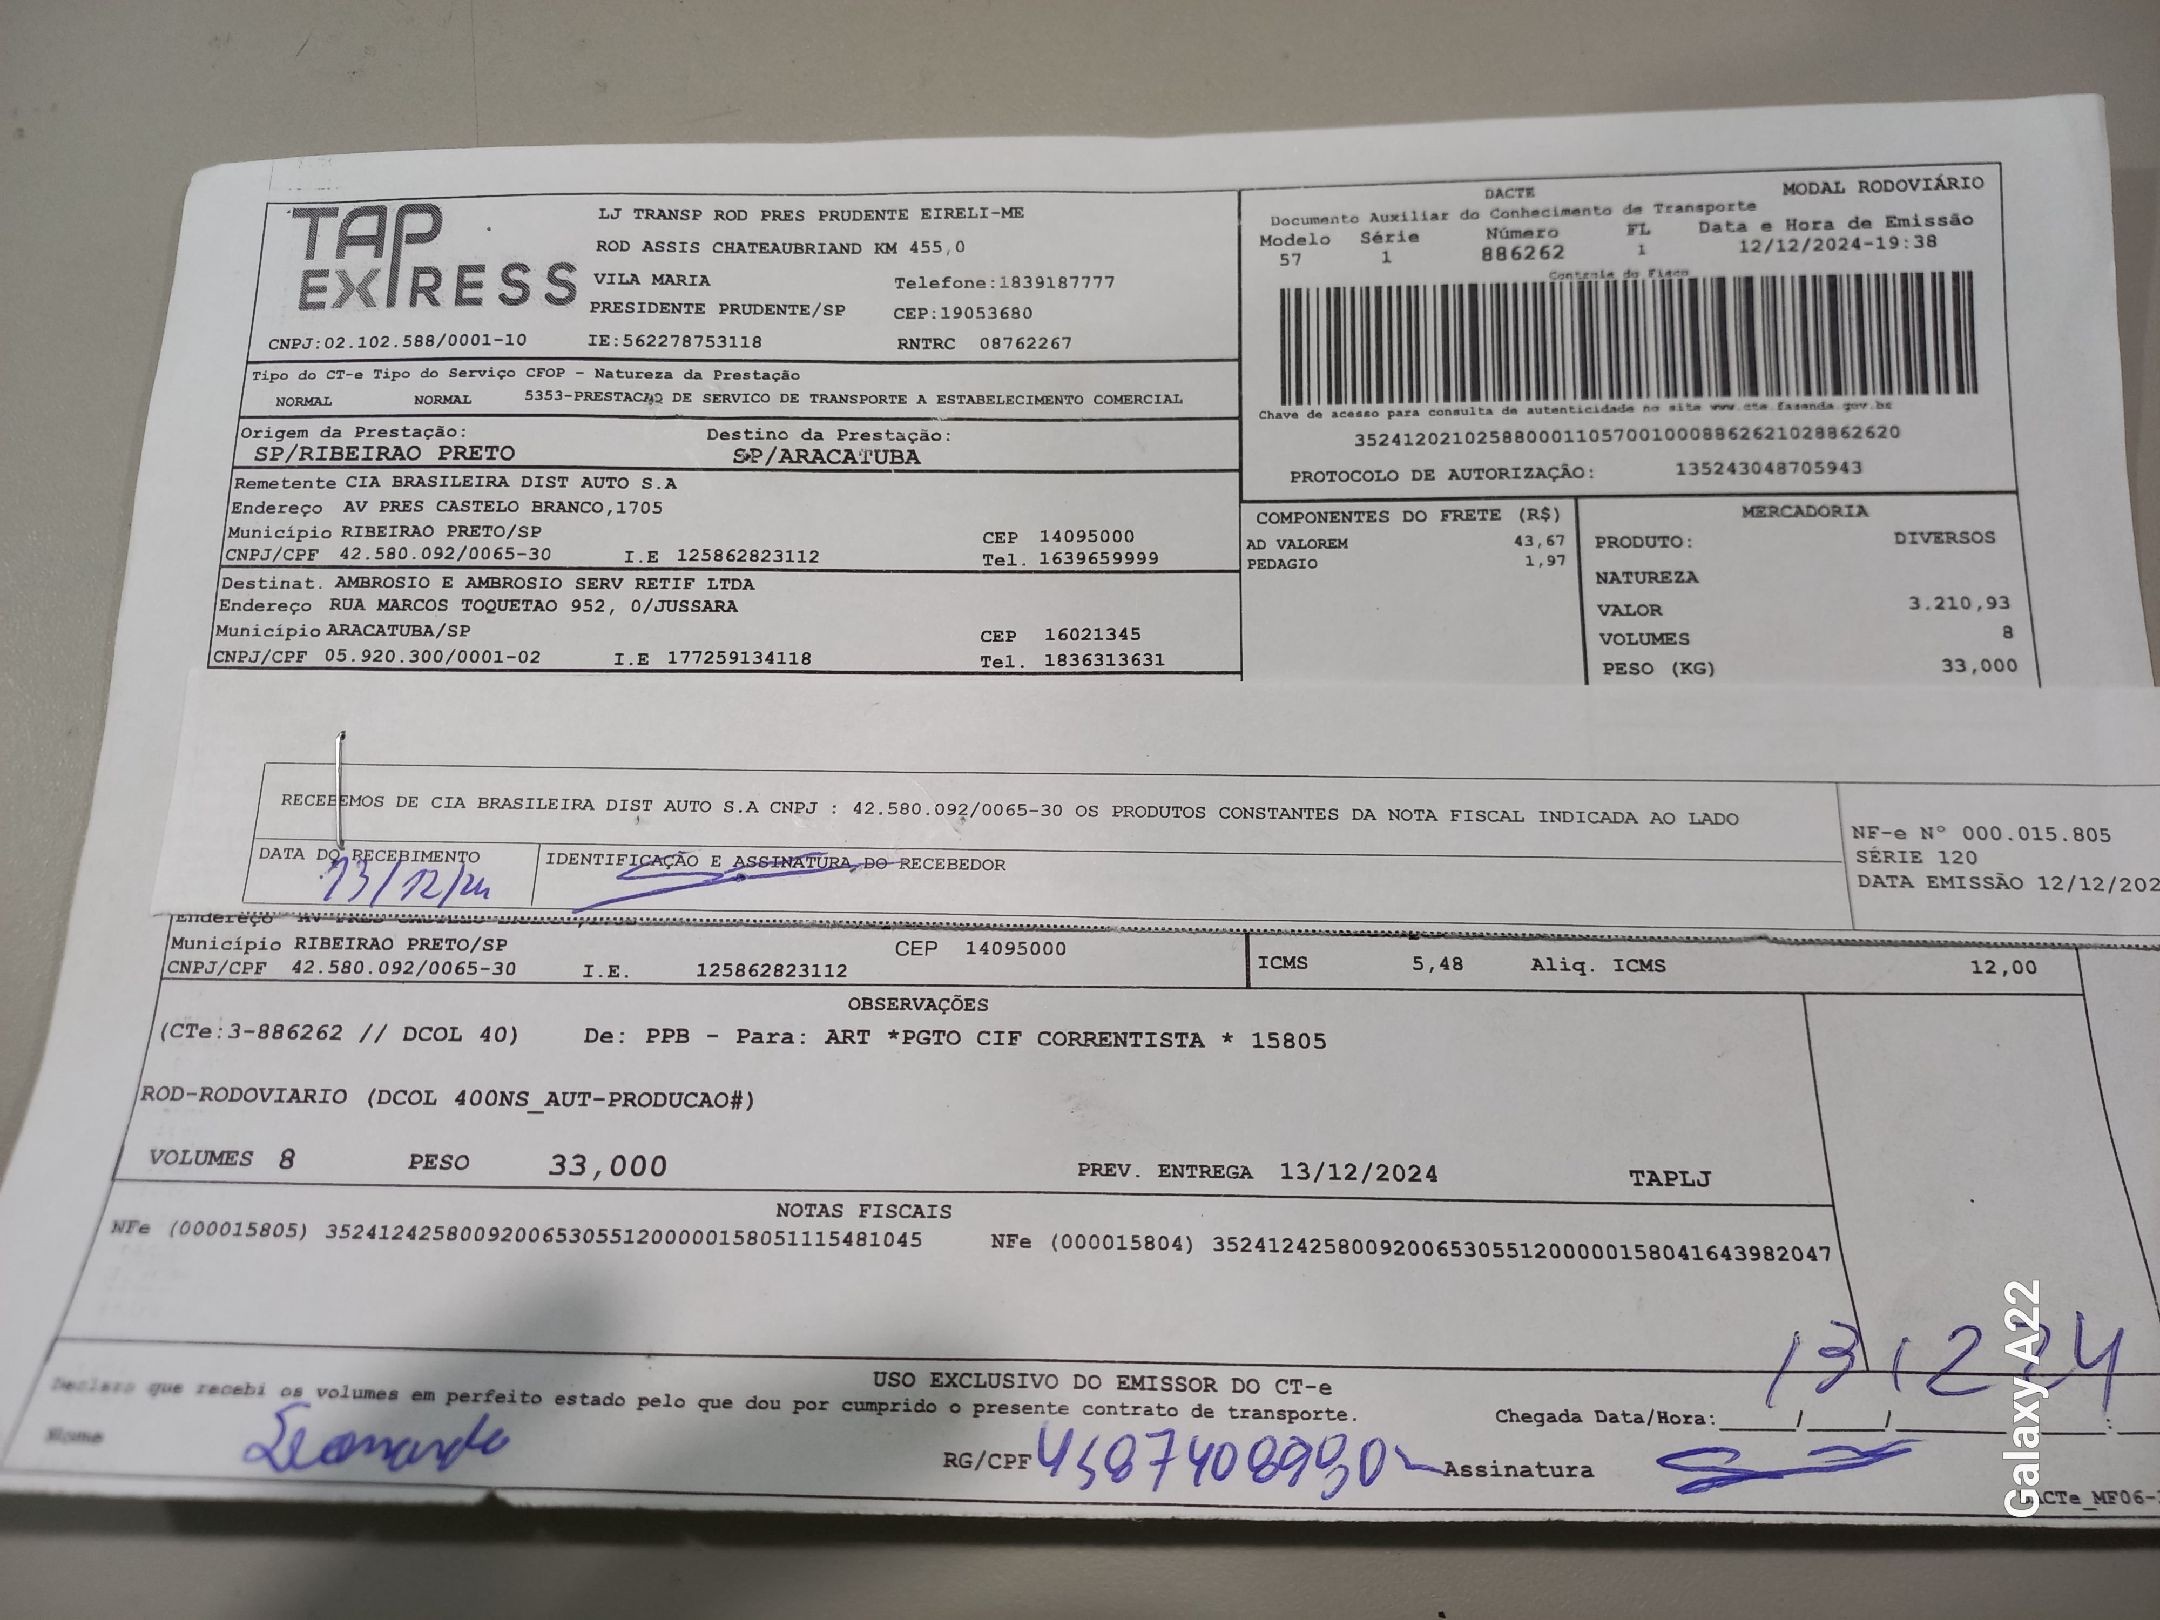 TAP EXPRESS
LJ TRANSP ROD PRES PRUDENTE EIRELI-ME
ROD ASSIS CHATEAUBRIAND KM 455,0
VILA MARIA Telefone:1839187777
PRESIDENTE PRUDENTE/SP CEP:19053680
CNPJ:02.102.588/0001-10 IE:562278753118 RNTRC 08762267
DACTE MODAL RODOVIÁRIO
Documento Auxiliar do Conhecimento de Transporte
Modelo Série Número FL Data e Hora de Emissão
57 1 886262 1 12/12/2024-19:38
Controle do Fisco
Chave de acesso para consulta de autenticidade no site www.cte.fazenda.gov.br
35241202102588000110570010008862621028862620
PROTOCOLO DE AUTORIZAÇÃO: 135243048705943
Tipo do CT-e Tipo do Serviço CFOP - Natureza da Prestação
NORMAL NORMAL 5353-PRESTACAO DE SERVICO DE TRANSPORTE A ESTABELECIMENTO COMERCIAL
Origem da Prestação: Destino da Prestação:
SP/RIBEIRAO PRETO SP/ARACATUBA
Remetente CIA BRASILEIRA DIST AUTO S.A
Endereço AV PRES CASTELO BRANCO,1705
Município RIBEIRAO PRETO/SP CEP 14095000
CNPJ/CPF 42.580.092/0065-30 I.E 125862823112 Tel. 1639659999
Destinat. AMBROSIO E AMBROSIO SERV RETIF LTDA
Endereço RUA MARCOS TOQUETAO 952, 0/JUSSARA
Município ARACATUBA/SP CEP 16021345
CNPJ/CPF 05.920.300/0001-02 I.E 177259134118 Tel. 1836313631
COMPONENTES DO FRETE (R$)
AD VALOREM 43,67
PEDAGIO 1,97
MERCADORIA
PRODUTO: DIVERSOS
NATUREZA
VALOR 3.210,93
VOLUMES 8
PESO (KG) 33,000
RECEBEMOS DE CIA BRASILEIRA DIST AUTO S.A CNPJ : 42.580.092/0065-30 OS PRODUTOS CONSTANTES DA NOTA FISCAL INDICADA AO LADO
DATA DO RECEBIMENTO IDENTIFICAÇÃO E ASSINATURA DO RECEBEDOR
13/12/24
NF-e Nº 000.015.805
SÉRIE 120
DATA EMISSÃO 12/12/202
Endereço
Município RIBEIRAO PRETO/SP CEP 14095000
CNPJ/CPF 42.580.092/0065-30 I.E. 125862823112
ICMS 5,48 Aliq. ICMS 12,00
OBSERVAÇÕES
(CTe:3-886262 // DCOL 40) De: PPB - Para: ART *PGTO CIF CORRENTISTA * 15805
ROD-RODOVIARIO (DCOL 400NS_AUT-PRODUCAO#)
VOLUMES 8 PESO 33,000 PREV. ENTREGA 13/12/2024 TAPLJ
NOTAS FISCAIS
NFe (000015805) 35241242580092006530551200000158051115481045 NFe (000015804) 35241242580092006530551200000158041643982047
USO EXCLUSIVO DO EMISSOR DO CT-e
Declaro que recebi os volumes em perfeito estado pelo que dou por cumprido o presente contrato de transporte.
Chegada Data/Hora: / / :
13 12 24
Nome Leonardo RG/CPF Assinatura
DACTe_MF06-
Galaxy A22